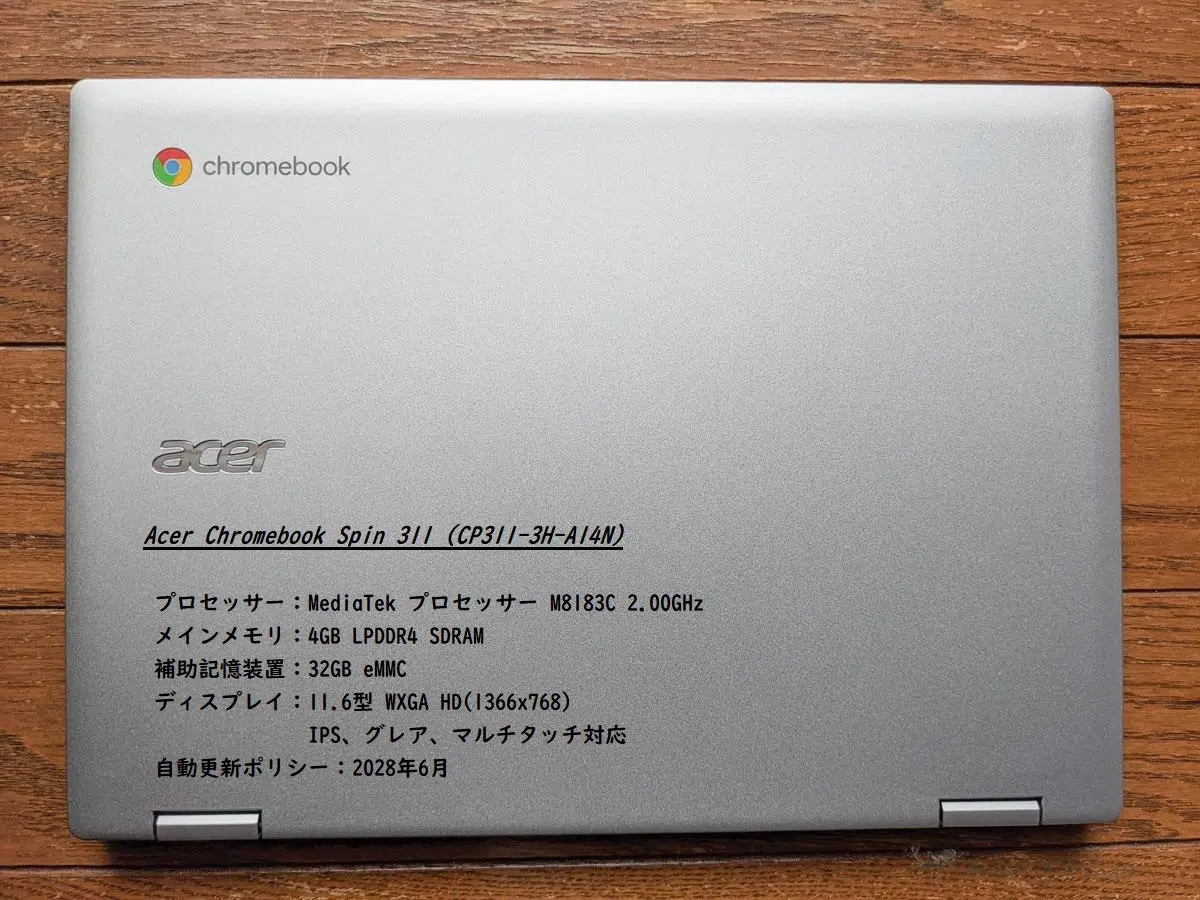 chromebook
acer
Acer Chromebook Spin 311 (CP311-3H-A14N)
プロセッサー：MediaTek プロセッサー M8183C 2.00GHz
メインメモリ：4GB LPDDR4 SDRAM
補助記憶装置：32GB eMMC
ディスプレイ：11.6型 WXGA HD(1366x768)
IPS、グレア、マルチタッチ対応
自動更新ポリシー：2028年6月